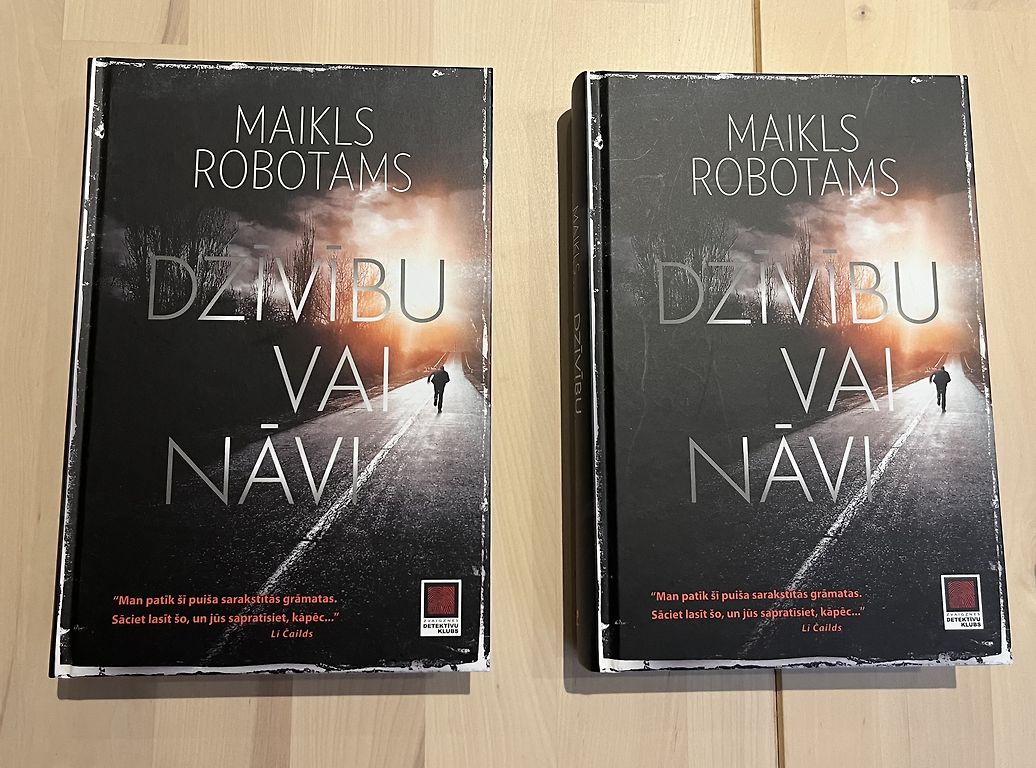 MAIKLS
ROBOTAMS
DZĪVĪBU
VAI
NĀVI
“Man patīk šī puiša sarakstītās grāmatas.
Sāciet lasīt šo, un jūs sapratīsiet, kāpēc...”
Li Čailds
ZVAIGZNES
DETEKTĪVU
KLUBS
MAIKLS DZĪVĪBU
MAIKLS
ROBOTAMS
DZĪVĪBU
VAI
NĀVI
“Man patīk šī puiša sarakstītās grāmatas.
Sāciet lasīt šo, un jūs sapratīsiet, kāpēc...”
Li Čailds
ZVAIGZNES
DETEKTĪVU
KLUBS